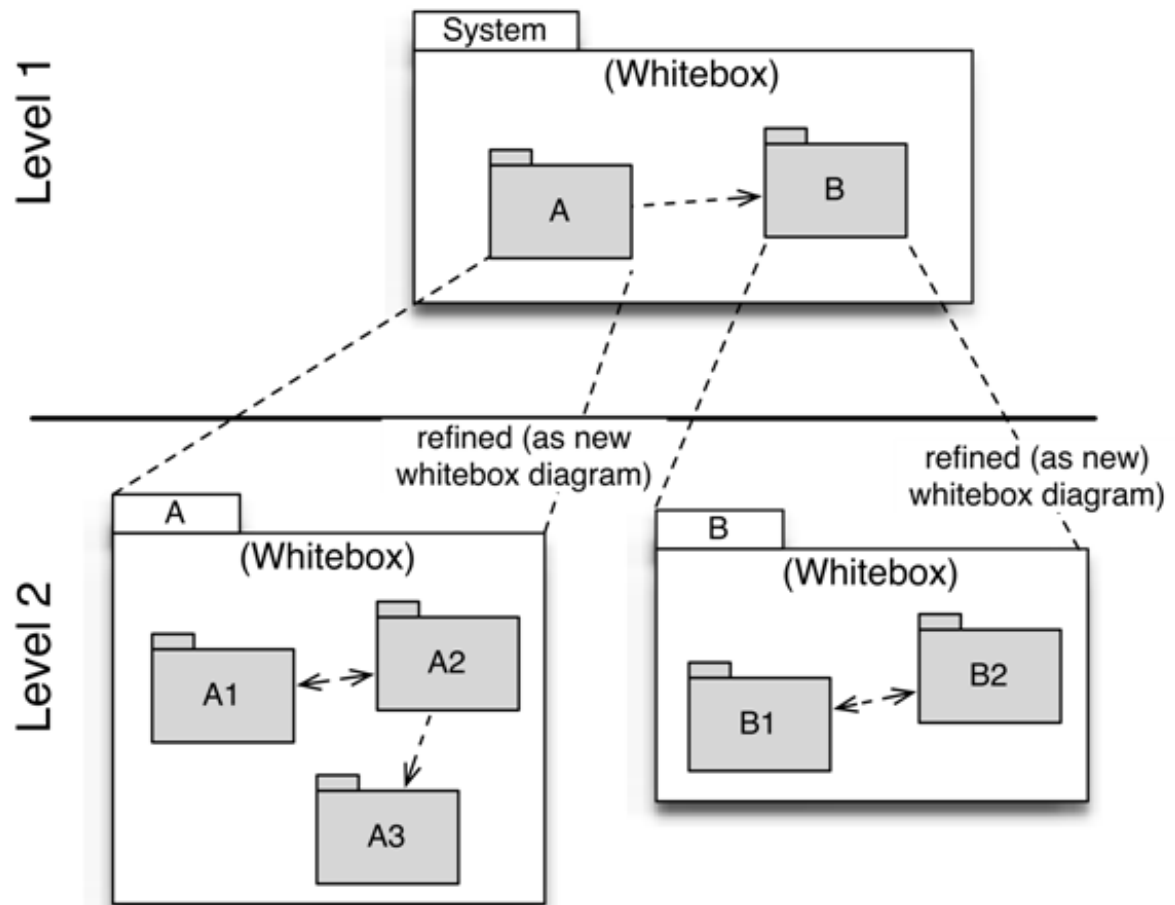 Level 1
System
(Whitebox)
A
B
refined (as new
whitebox diagram)
refined (as new)
whitebox diagram)
Level 2
A
(Whitebox)
A1
A2
A3
B
(Whitebox)
B1
B2